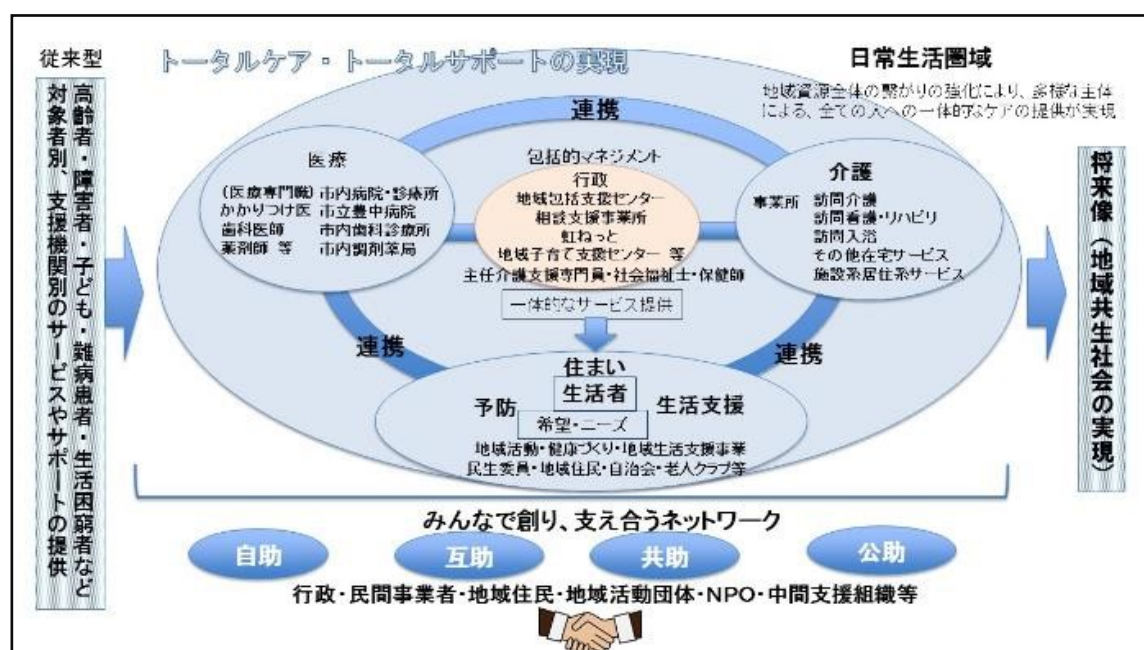 従来型
高齢者・障害者・子ども・難病患者・生活困窮者など
対象者別、支援機関別のサービスやサポートの提供
トータルケア・トータルサポートの実現
日常生活圏域
地域資源全体の繋がりの強化により、多様な主体
による、全ての人への一体的なケアの提供が実現
連携
医療
(医療専門職) 市内病院・診療所
かかりつけ医 市立豊中病院
歯科医師 市内歯科診療所
薬剤師 等 市内調剤薬局
包括的マネジメント
行政
地域包括支援センター
相談支援事業所
虹ねっと
地域子育て支援センター 等
主任介護支援専門員・社会福祉士・保健師
一体的なサービス提供
介護
事業所 訪問介護
訪問看護・リハビリ
訪問入浴
その他在宅サービス
施設系居住系サービス
連携
連携
住まい
生活者
予防
生活支援
希望・ニーズ
地域活動・健康づくり・地域生活支援事業
民生委員・地域住民・自治会・老人クラブ等
将来像（地域共生社会の実現）
みんなで創り、支え合うネットワーク
自助
互助
共助
公助
行政・民間事業者・地域住民・地域活動団体・NPO・中間支援組織等